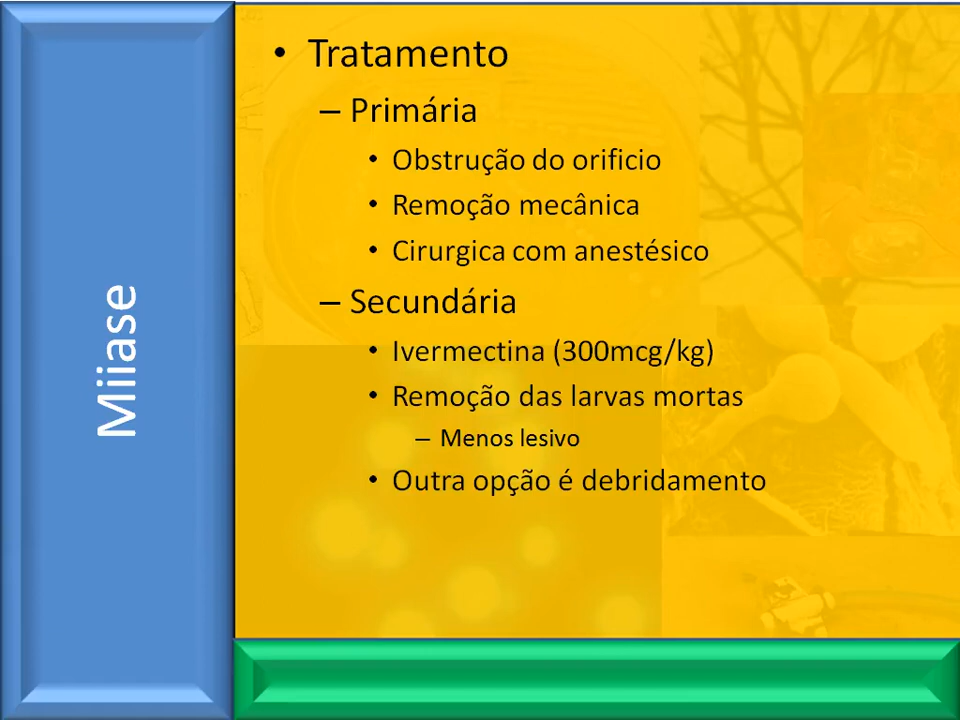 Miiase
• Tratamento
– Primária
• Obstrução do orificio
• Remoção mecânica
• Cirurgica com anestésico
– Secundária
• Ivermectina (300mcg/kg)
• Remoção das larvas mortas
– Menos lesivo
• Outra opção é debridamento